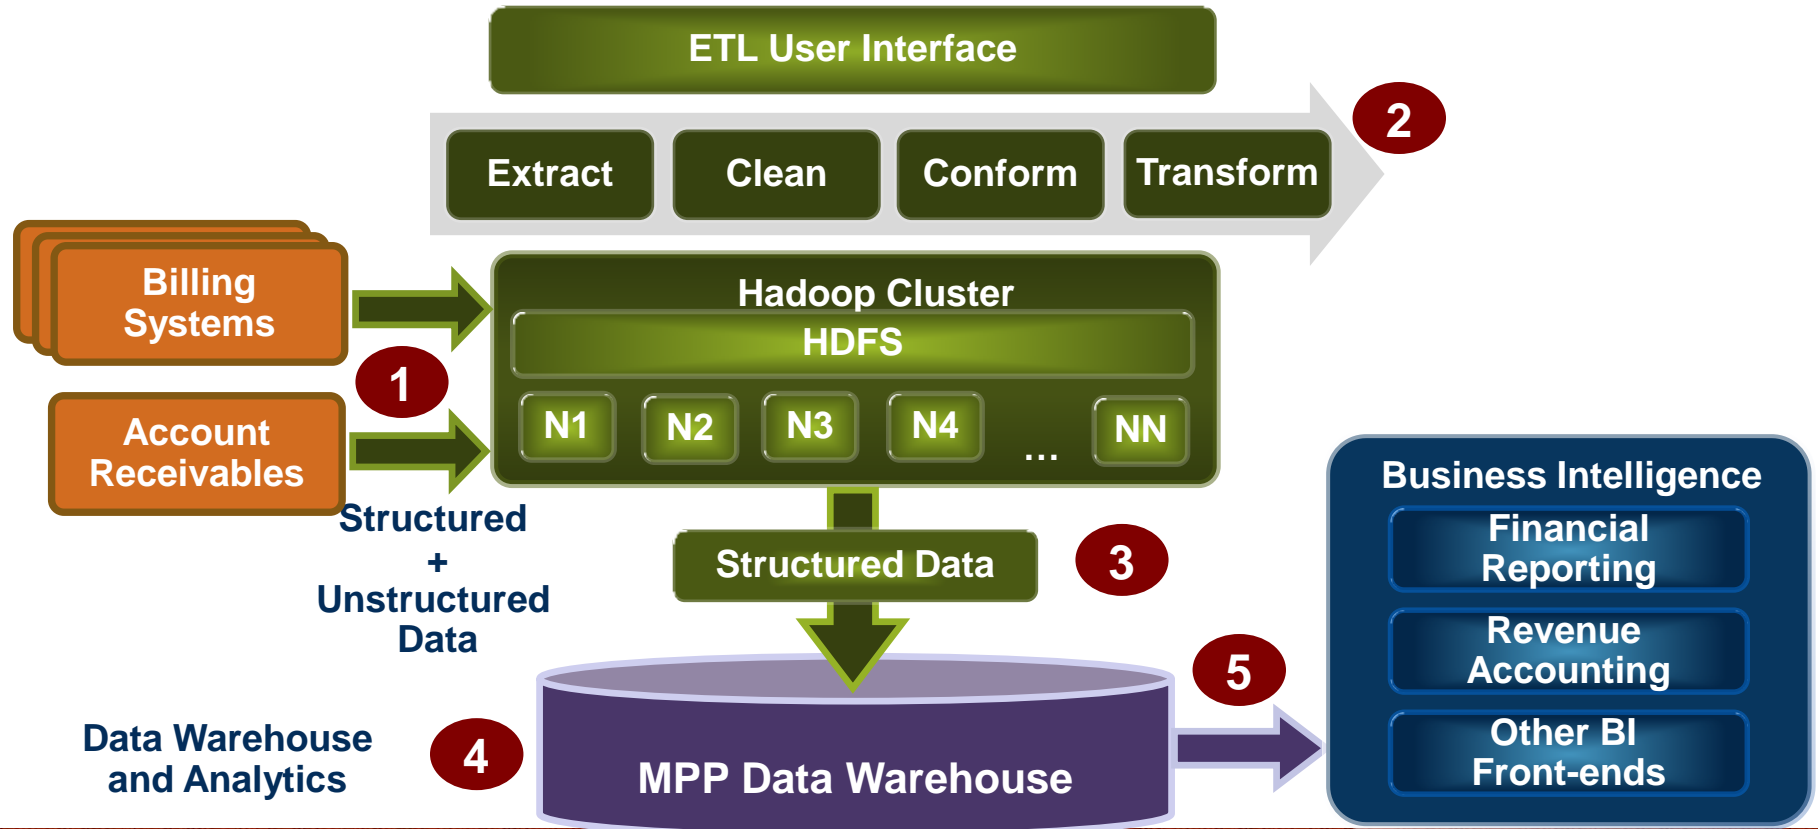 ETL User Interface
2
Extract
Clean
Conform
Transform
Billing
Systems
Hadoop Cluster
HDFS
1
N1
N2
N3
N4
...
NN
Account
Receivables
Structured
+
Unstructured
Data
Structured Data
3
Business Intelligence
Financial
Reporting
Revenue
Accounting
Other BI
Front-ends
5
Data Warehouse
and Analytics
4
MPP Data Warehouse